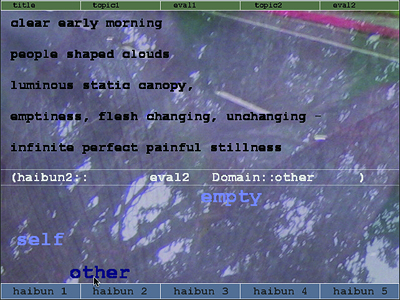 title topic1 eval1 topic2 eval2
clear early morning
people shaped clouds
luminous static canopy,
emptiness, flesh changing, unchanging -
infinite perfect painful stillness
(haibun2:: eval2 Domain::other )
empty
self
other
haibun 1 haibun 2 haibun 3 haibun 4 haibun 5